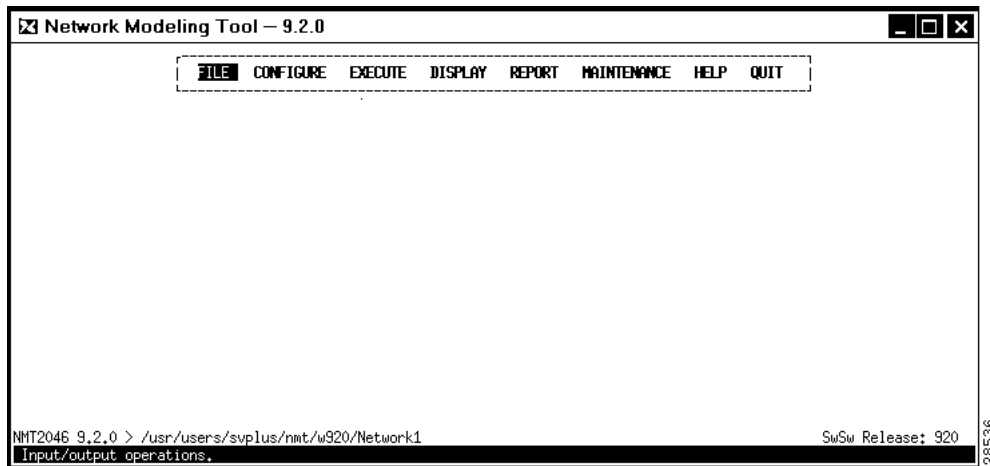 Network Modeling Tool – 9.2.0
FILE CONFIGURE EXECUTE DISPLAY REPORT MAINTENANCE HELP QUIT
NMT2046 9.2.0 > /usr/users/svplus/nmt/w920/Network1 SwSw Release: 920
Input/output operations.
28536